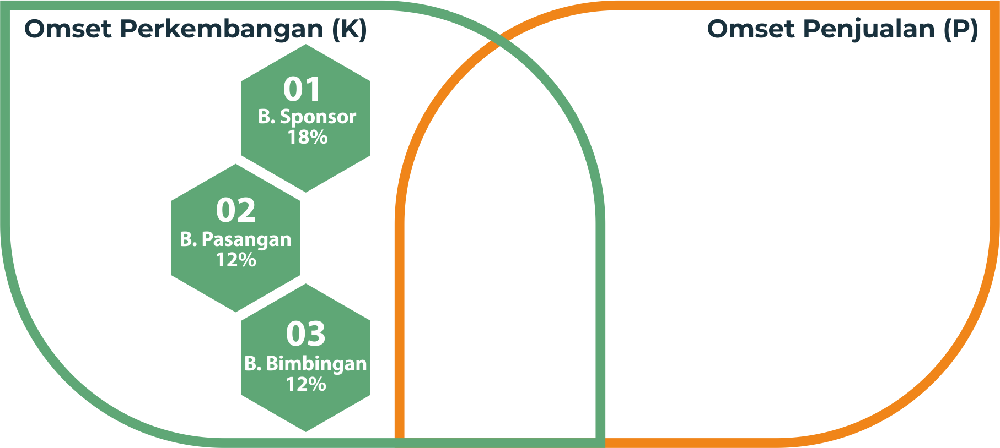 Omset Perkembangan (K)
Omset Penjualan (P)
01
B. Sponsor
18%
02
B. Pasangan
12%
03
B. Bimbingan
12%